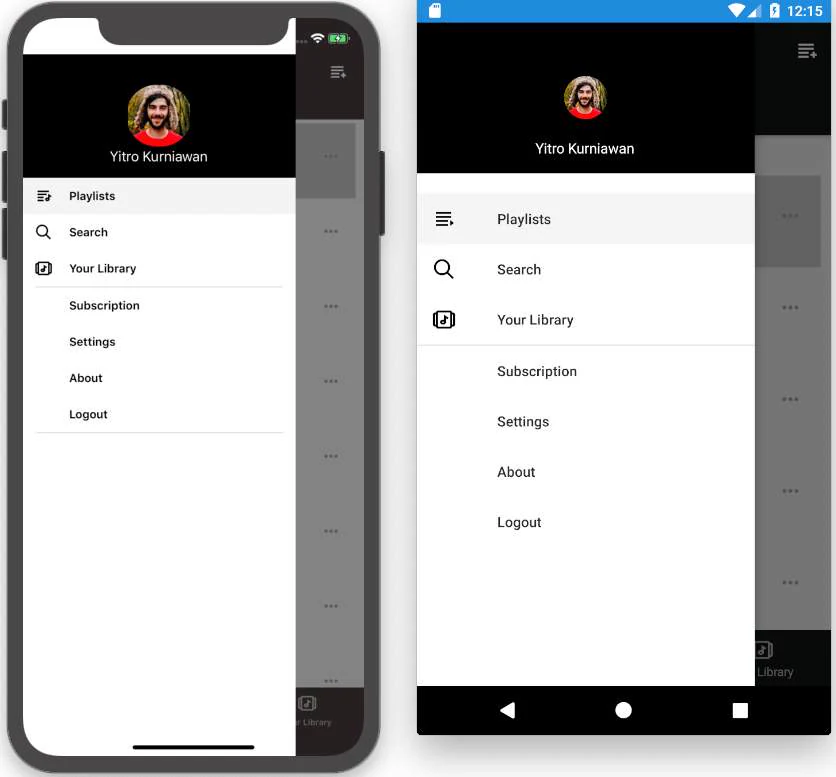 Yitro Kurniawan
Playlists
Search
Your Library
Subscription
Settings
About
Logout
r Library
12:15
Yitro Kurniawan
Playlists
Search
Your Library
Subscription
Settings
About
Logout
Library